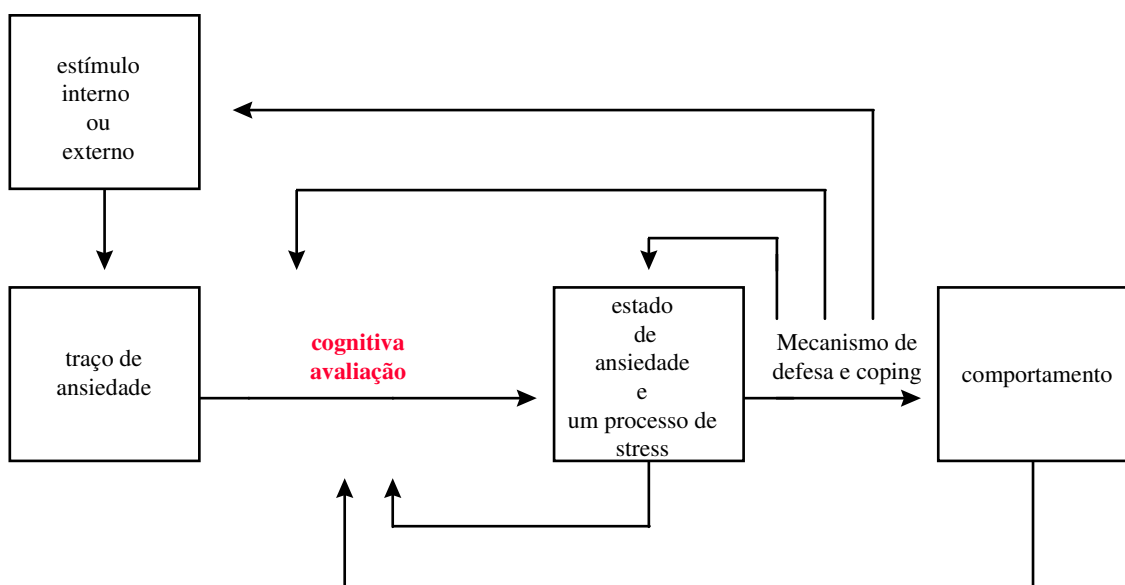 estímulo
interno
ou
externo
traço de
ansiedade
cognitiva
avaliação
estado
de
ansiedade
e
um processo de
stress
Mecanismo de
defesa e coping
comportamento